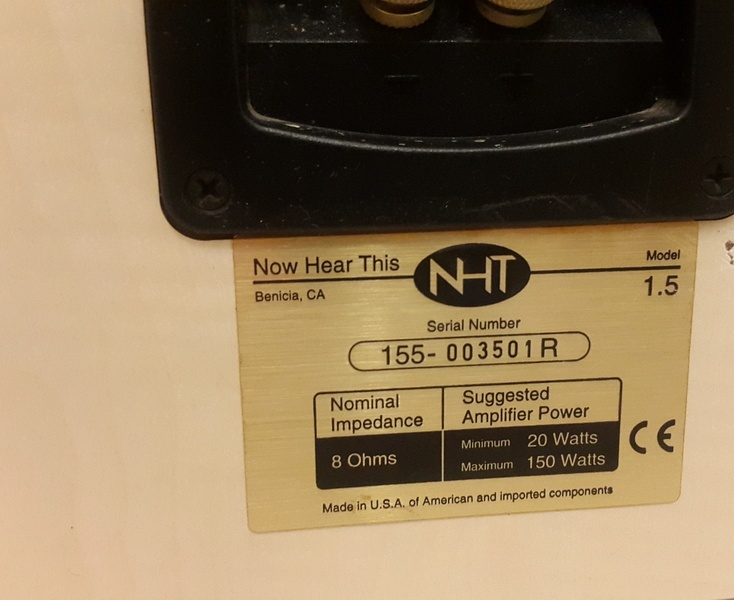 − +
Now Hear This NHT Model
Benicia, CA 1.5
Serial Number
155- 003501R
Nominal Impedance Suggested Amplifier Power
8 Ohms Minimum 20 Watts
Maximum 150 Watts
CE
Made in U.S.A. of American and imported components